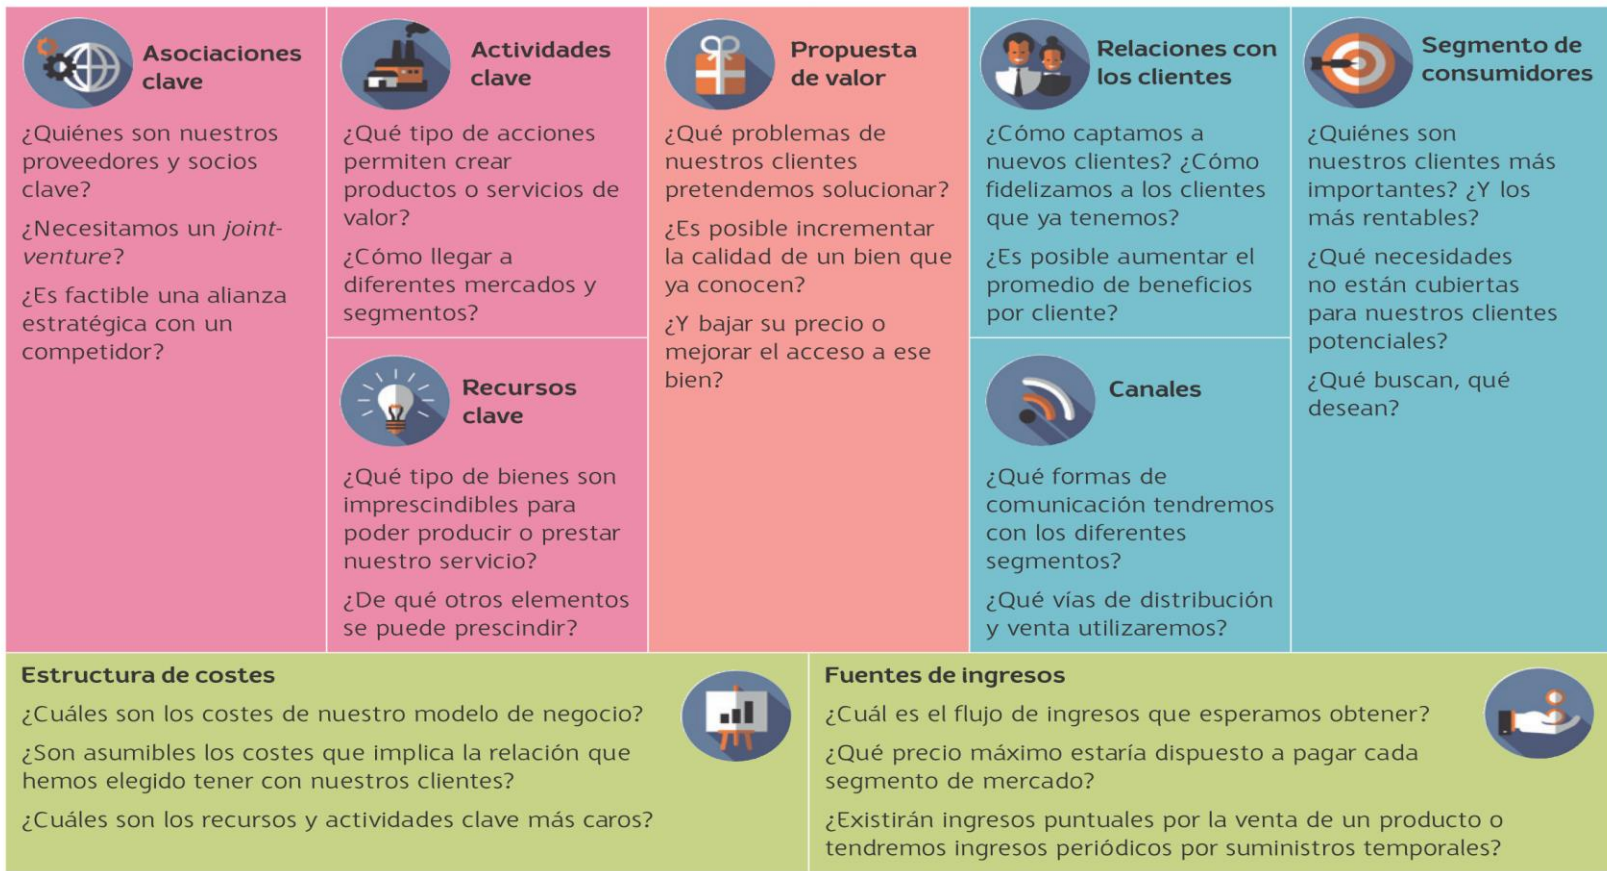 Asociaciones
clave
¿Quiénes son nuestros
proveedores y socios
clave?
¿Necesitamos un joint-
venture?
¿Es factible una alianza
estratégica con un
competidor?
Actividades
clave
¿Qué tipo de acciones
permiten crear
productos o servicios de
valor?
¿Cómo llegar a
diferentes mercados y
segmentos?
Recursos
clave
¿Qué tipo de bienes son
imprescindibles para
poder producir o prestar
nuestro servicio?
¿De qué otros elementos
se puede prescindir?
Propuesta
de valor
¿Qué problemas de
nuestros clientes
pretendemos solucionar?
¿Es posible incrementar
la calidad de un bien que
ya conocen?
¿Y bajar su precio o
mejorar el acceso a ese
bien?
Relaciones con
los clientes
¿Cómo captamos a
nuevos clientes? ¿Cómo
fidelizamos a los clientes
que ya tenemos?
¿Es posible aumentar el
promedio de beneficios
por cliente?
Canales
¿Qué formas de
comunicación tendremos
con los diferentes
segmentos?
¿Qué vías de distribución
y venta utilizaremos?
Segmento de
consumidores
¿Quiénes son
nuestros clientes más
importantes? ¿Y los
más rentables?
¿Qué necesidades
no están cubiertas
para nuestros clientes
potenciales?
¿Qué buscan, qué
desean?
Estructura de costes
¿Cuáles son los costes de nuestro modelo de negocio?
¿Son asumibles los costes que implica la relación que
hemos elegido tener con nuestros clientes?
¿Cuáles son los recursos y actividades clave más caros?
Fuentes de ingresos
¿Cuál es el flujo de ingresos que esperamos obtener?
¿Qué precio máximo estaría dispuesto a pagar cada
segmento de mercado?
¿Existirán ingresos puntuales por la venta de un producto o
tendremos ingresos periódicos por suministros temporales?